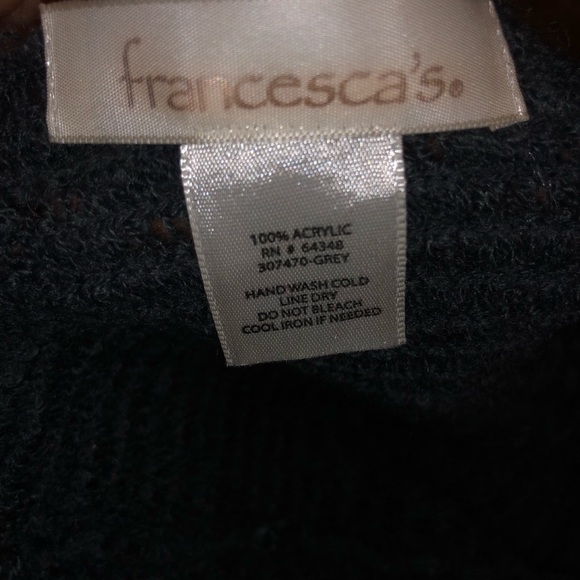 francesca's®
100% ACRYLIC
RN # 64348
307470-GREY
HAND WASH COLD
LINE DRY
DO NOT BLEACH
COOL IRON IF NEEDED